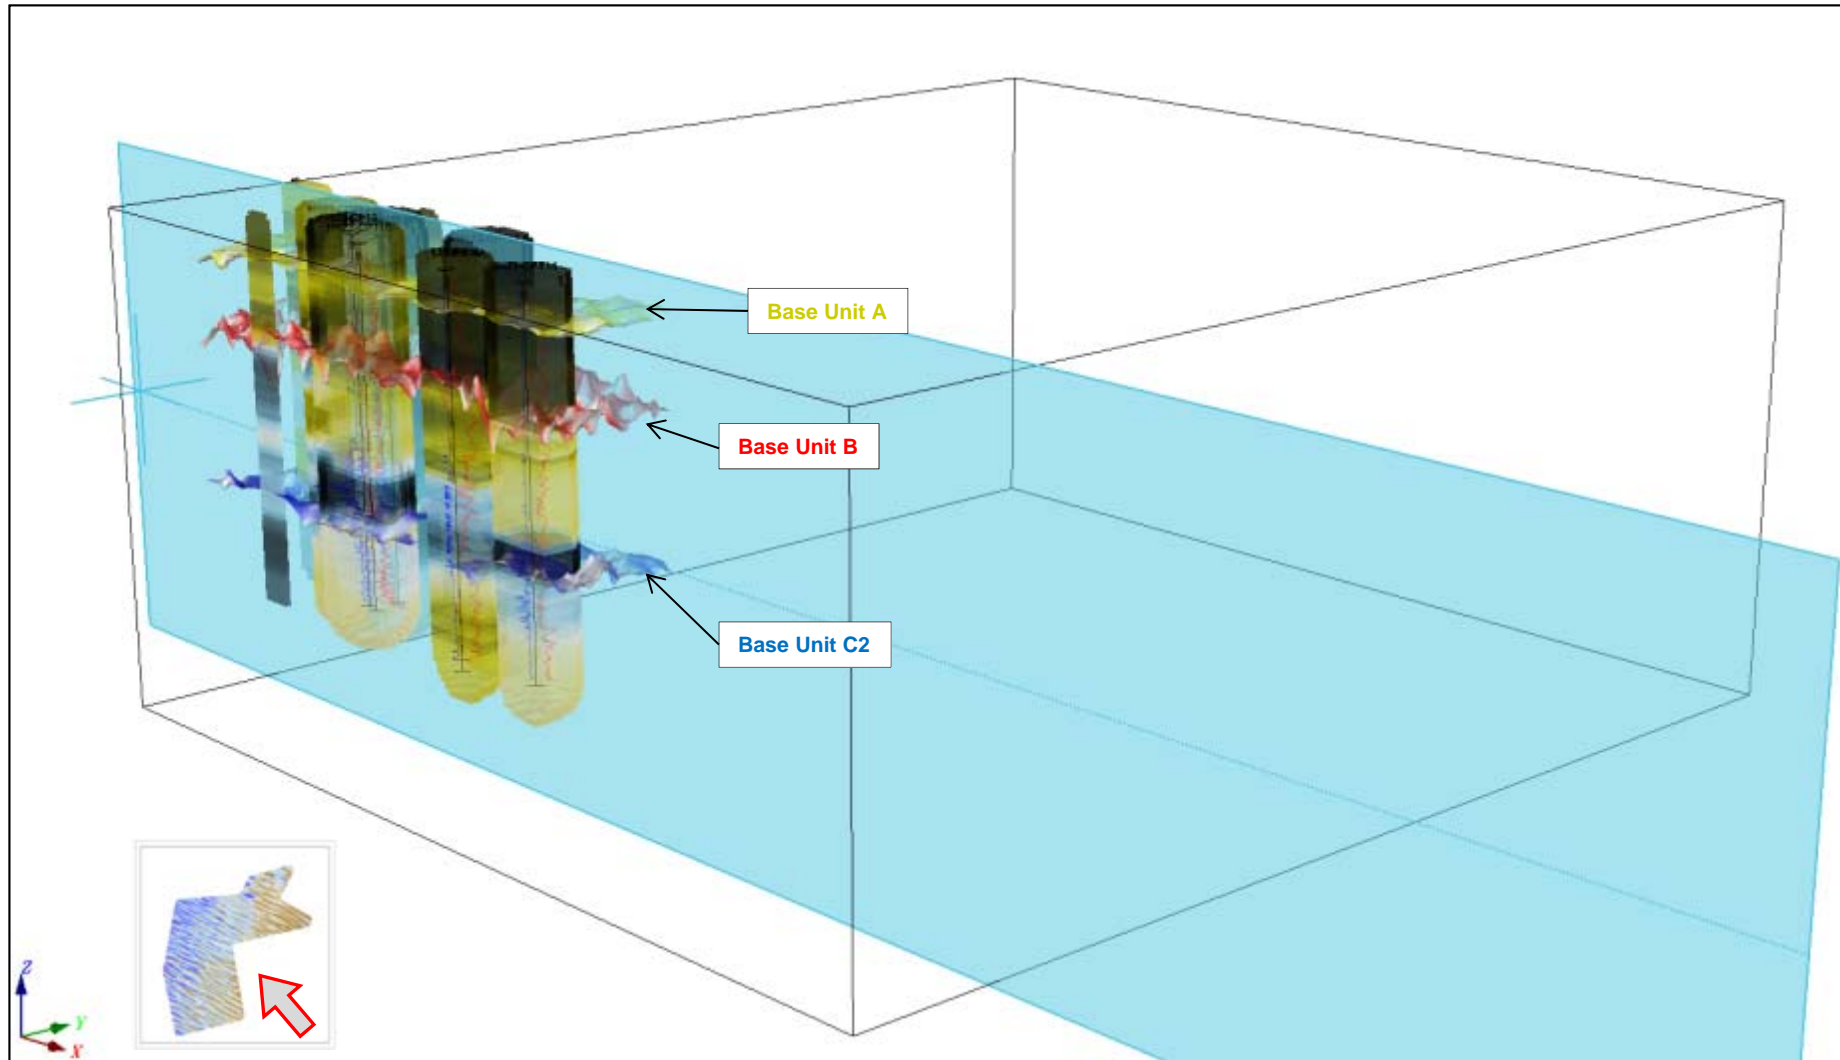 Base Unit A
Base Unit B
Base Unit C2
Z
Y
X